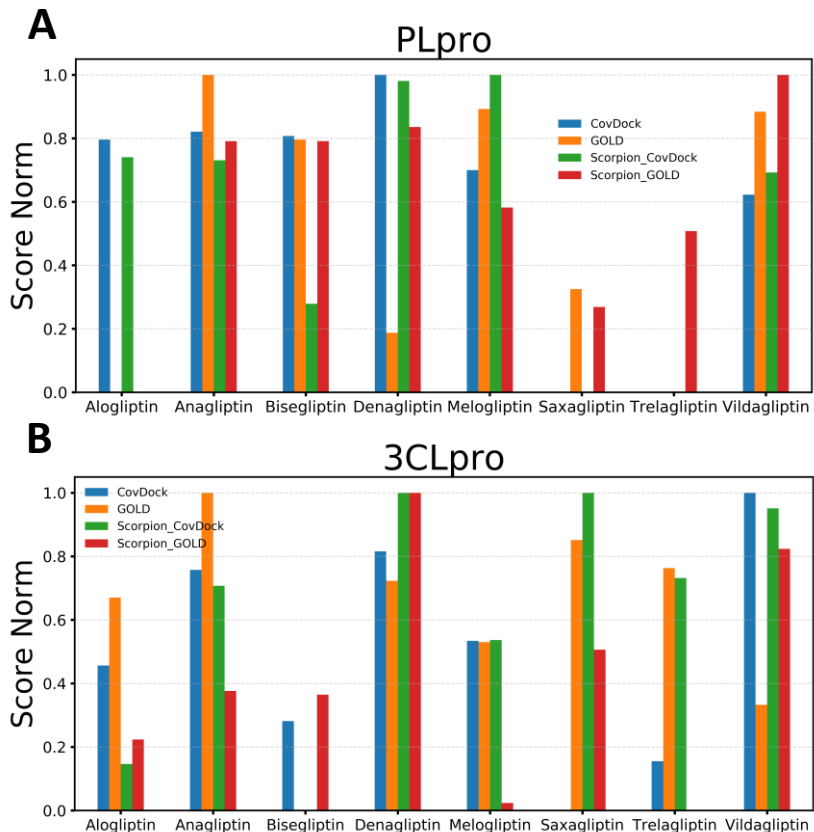 A
PLpro
Score Norm
1.0
0.8
0.6
0.4
0.2
0.0
CovDock
GOLD
Scorpion_CovDock
Scorpion_GOLD
Alogliptin Anagliptin Bisegliptin Denagliptin Melogliptin Saxagliptin Trelagliptin Vildagliptin
B
3CLpro
Score Norm
1.0
0.8
0.6
0.4
0.2
0.0
CovDock
GOLD
Scorpion_CovDock
Scorpion_GOLD
Alogliptin Anagliptin Bisegliptin Denagliptin Melogliptin Saxagliptin Trelagliptin Vildagliptin